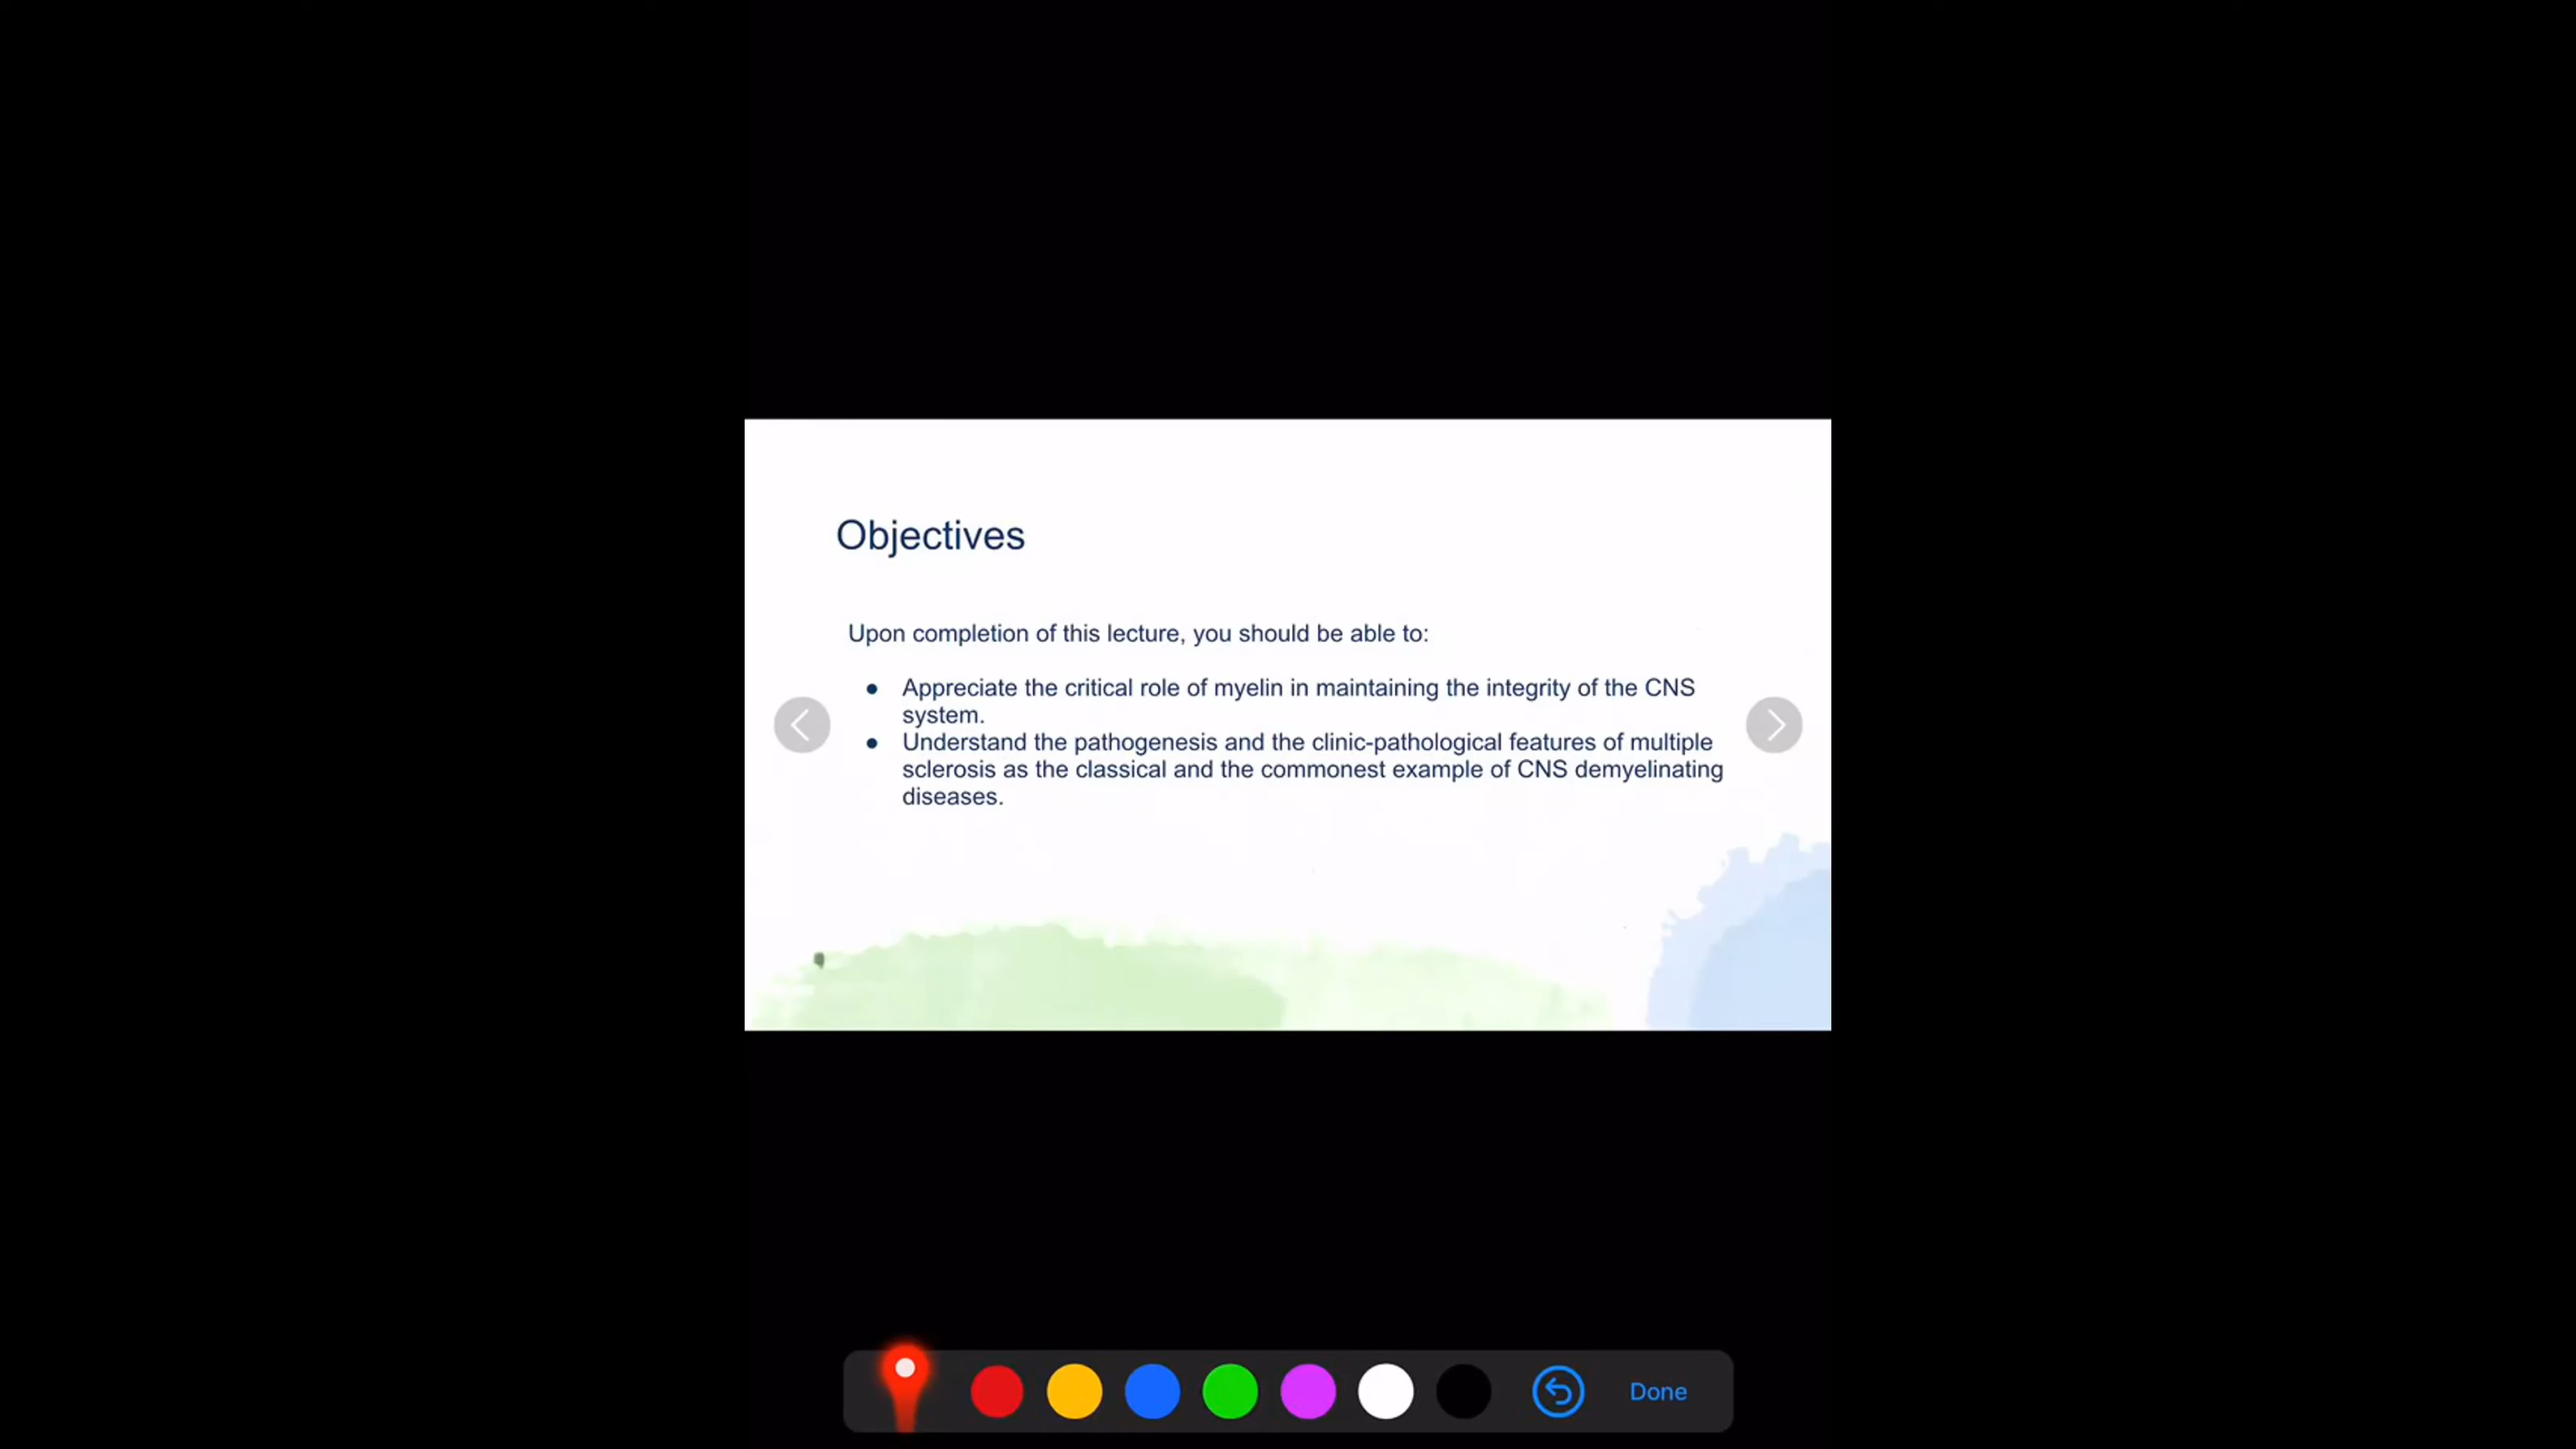 Objectives
Upon completion of this lecture, you should be able to:
● Appreciate the critical role of myelin in maintaining the integrity of the CNS
system.
● Understand the pathogenesis and the clinic-pathological features of multiple
sclerosis as the classical and the commonest example of CNS demyelinating
diseases.
Done